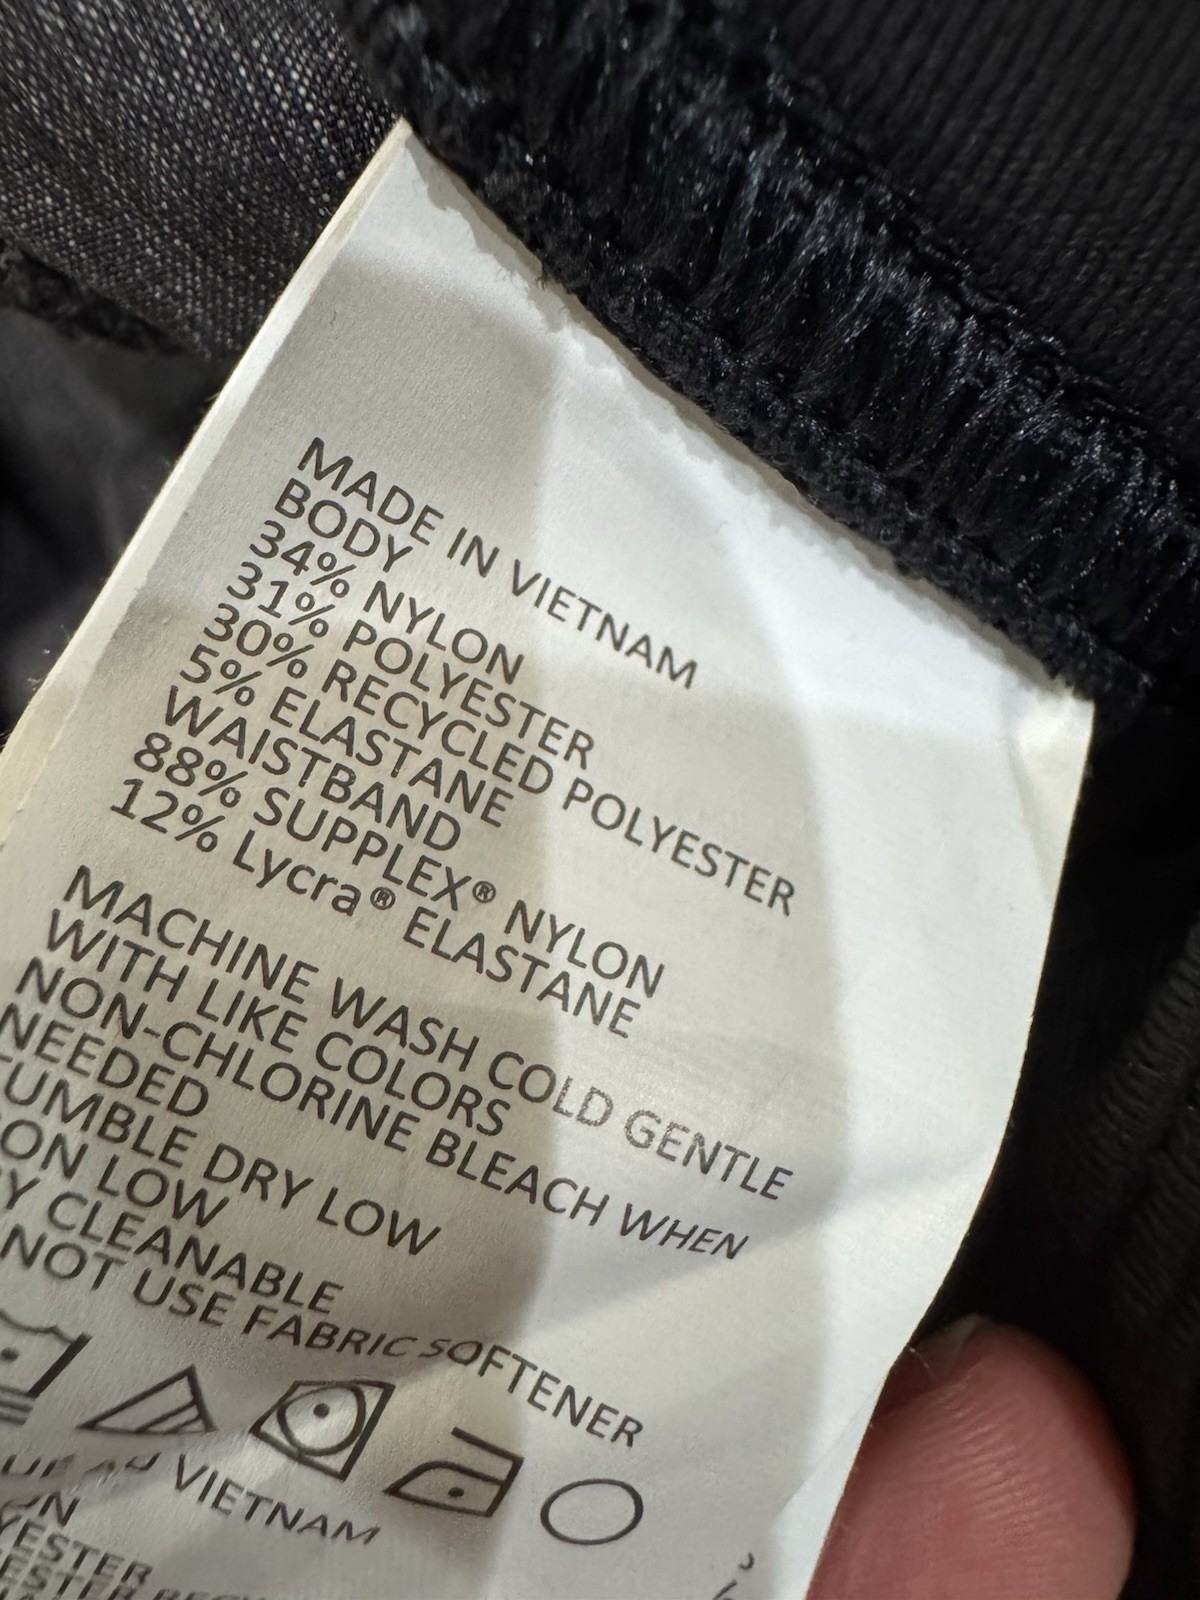 MADE IN VIETNAM
BODY
34% NYLON
31% POLYESTER
30% RECYCLED POLYESTER
5% ELASTANE
WAISTBAND
88% SUPPLEX® NYLON
12% Lycra® ELASTANE
MACHINE WASH COLD GENTLE
WITH LIKE COLORS
NON-CHLORINE BLEACH WHEN
NEEDED
UMBLE DRY LOW
ON LOW
Y CLEANABLE
NOT USE FABRIC SOFTENER
VIETNAM